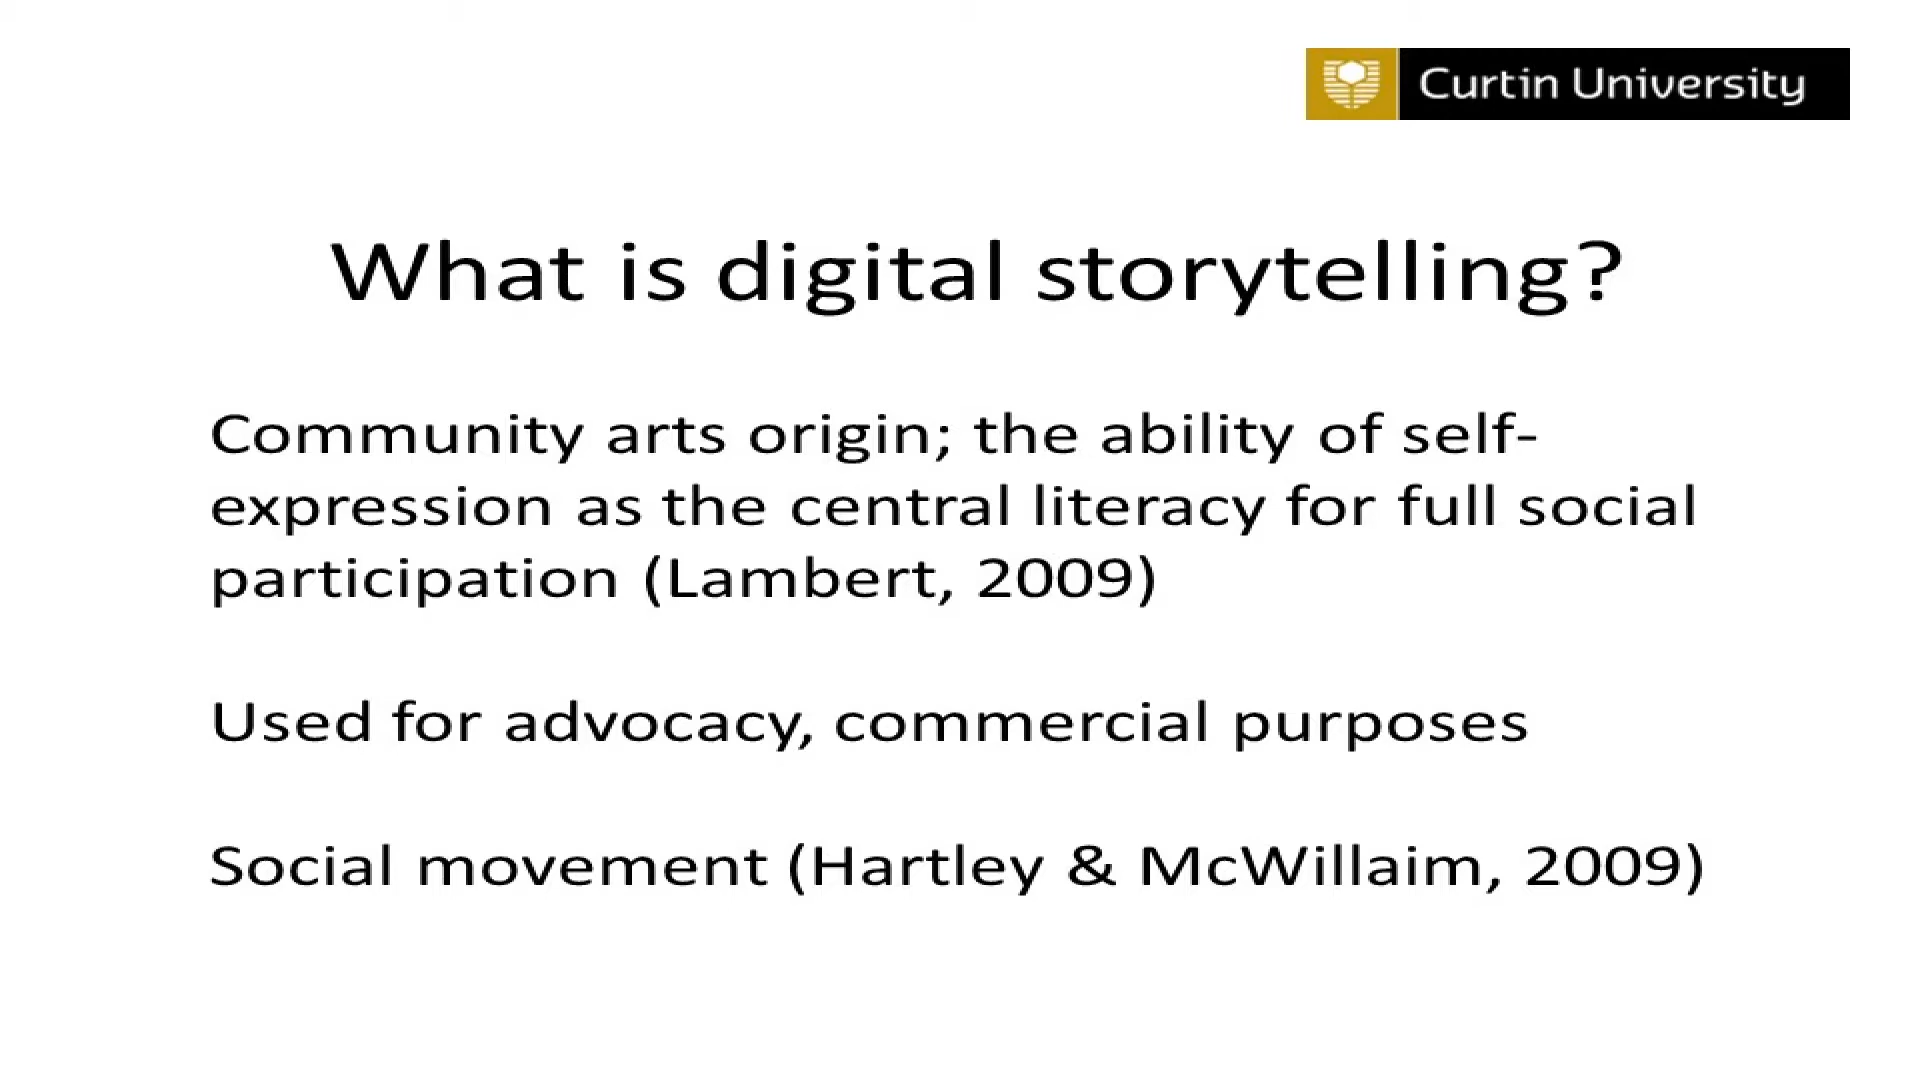 Curtin University
What is digital storytelling?
Community arts origin; the ability of self-
expression as the central literacy for full social
participation (Lambert, 2009)
Used for advocacy, commercial purposes
Social movement (Hartley & McWillaim, 2009)